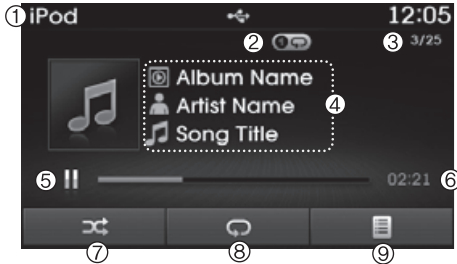 ① iPod 12:05
② 1 ③ 3/25
Album Name
Artist Name ④
Song Title
⑤ 02:21 ⑥
⑦ ⑧ ⑨